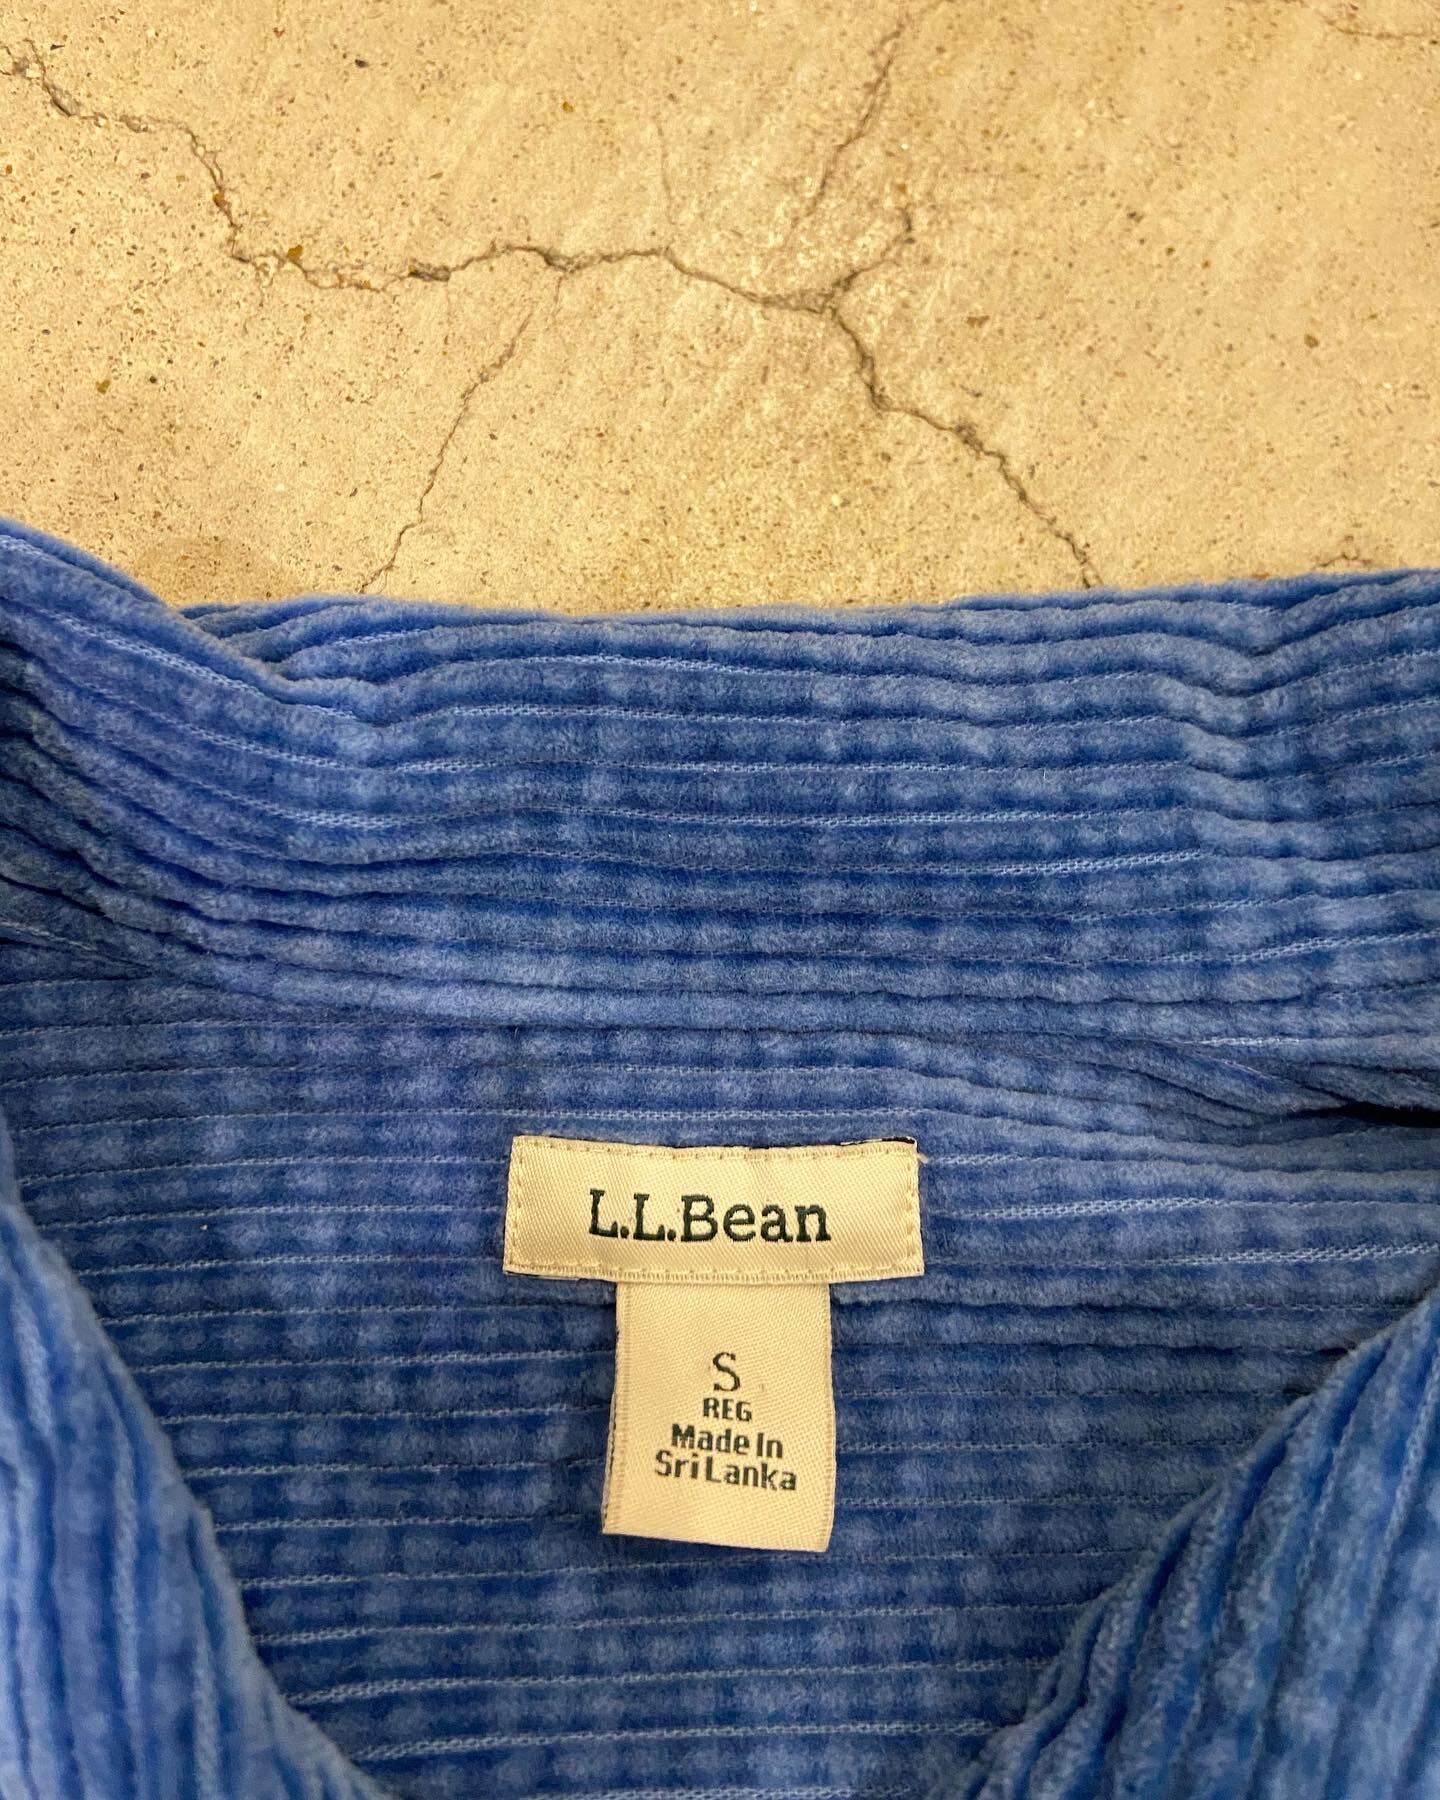 L.L.Bean
S
REG
Made In
Sri Lanka